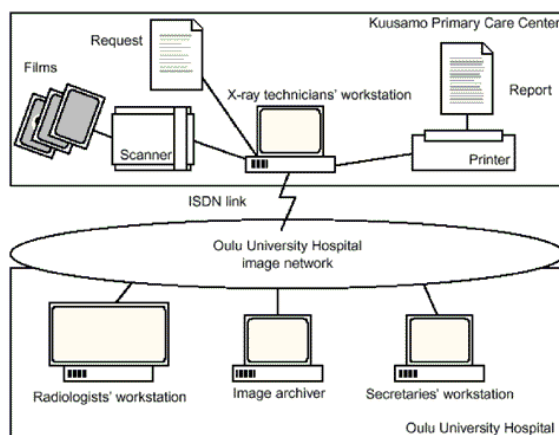 Kuusamo Primary Care Center
Request
Films
X-ray technicians' workstation
Report
Scanner
Printer
ISDN link
Oulu University Hospital
image network
Radiologists' workstation
Image archiver
Secretaries' workstation
Oulu University Hospital